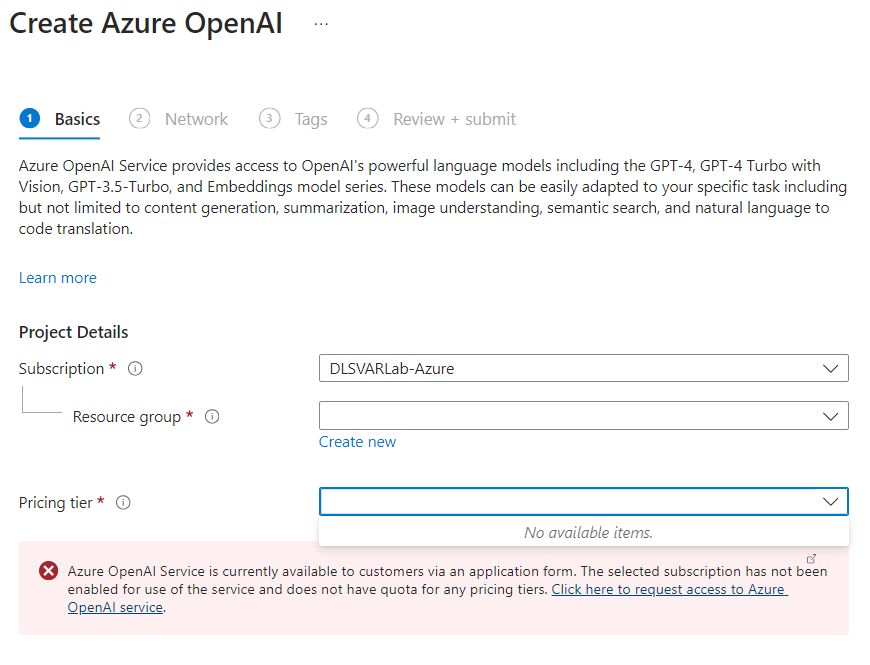 Create Azure OpenAI ...
1 Basics 2 Network 3 Tags 4 Review + submit
Azure OpenAI Service provides access to OpenAI's powerful language models including the GPT-4, GPT-4 Turbo with
Vision, GPT-3.5-Turbo, and Embeddings model series. These models can be easily adapted to your specific task including
but not limited to content generation, summarization, image understanding, semantic search, and natural language to
code translation.
Learn more
Project Details
Subscription * DLSVARLab-Azure
Resource group *
Create new
Pricing tier *
No available items.
Azure OpenAI Service is currently available to customers via an application form. The selected subscription has not been
enabled for use of the service and does not have quota for any pricing tiers. Click here to request access to Azure
OpenAI service.